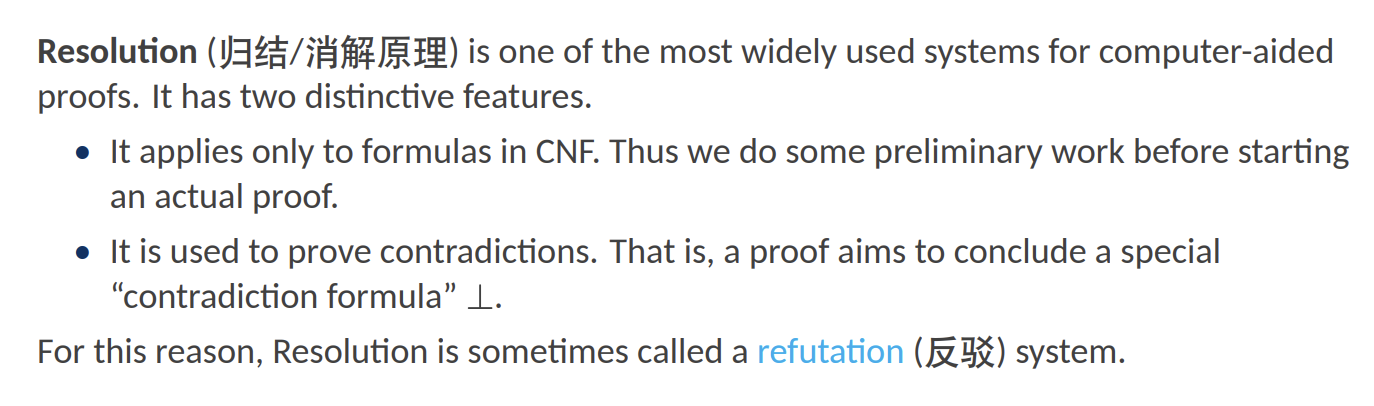 Resolution (归结/消解原理) is one of the most widely used systems for computer-aided
proofs. It has two distinctive features.
• It applies only to formulas in CNF. Thus we do some preliminary work before starting
an actual proof.
• It is used to prove contradictions. That is, a proof aims to conclude a special
“contradiction formula” ⊥.
For this reason, Resolution is sometimes called a refutation (反驳) system.